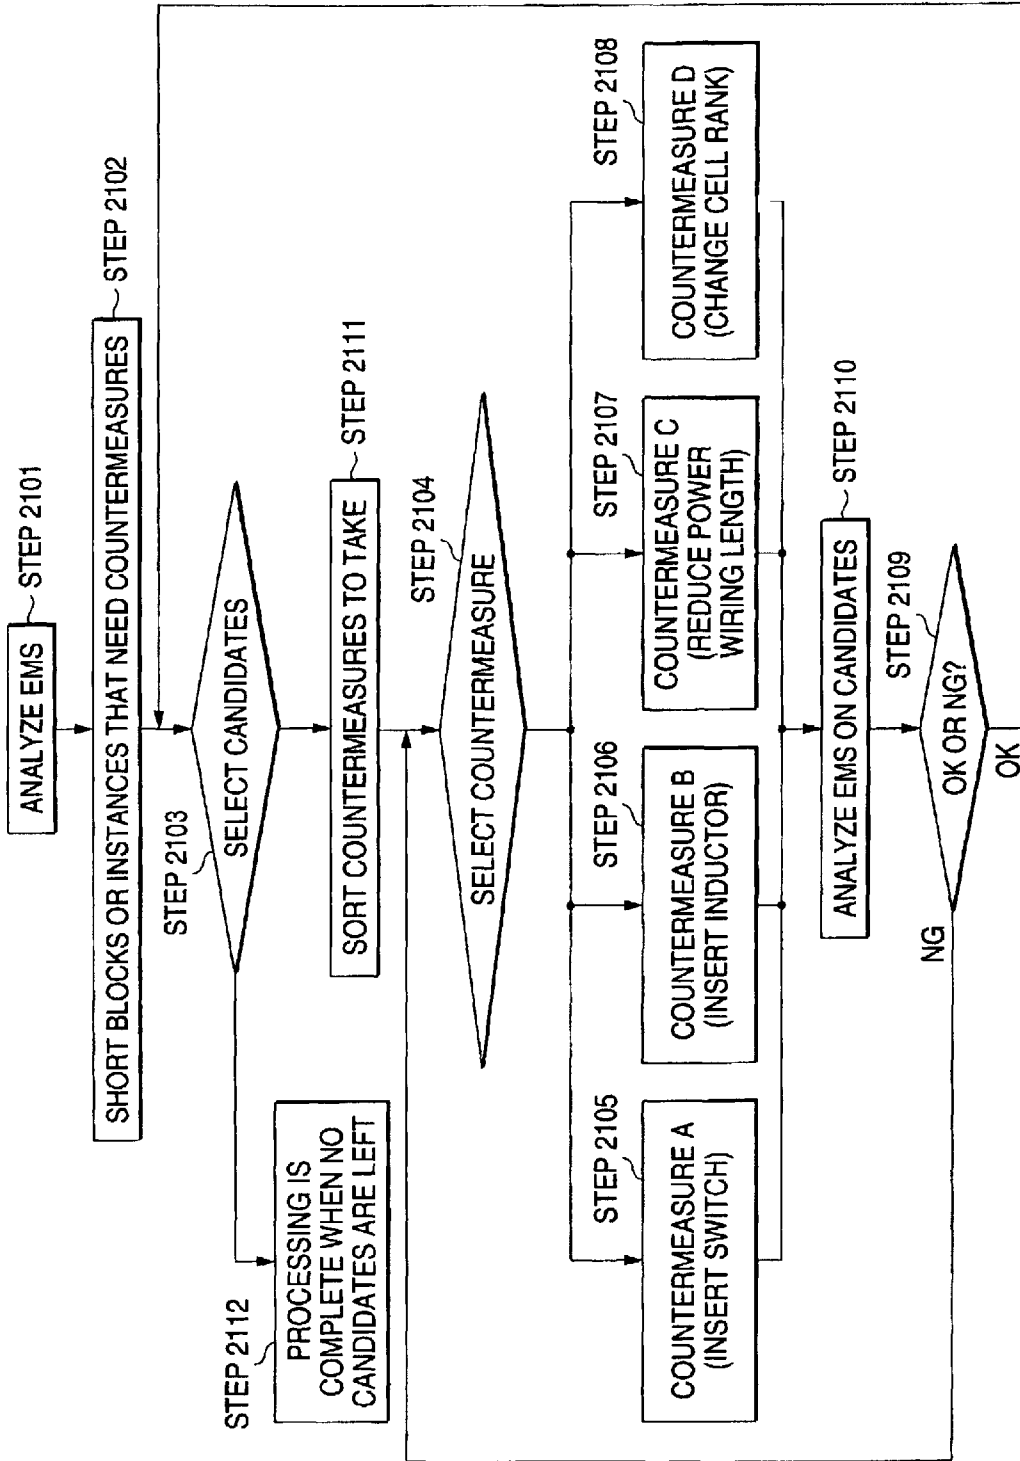 ANALYZE EMS
STEP 2101
SHORT BLOCKS OR INSTANCES THAT NEED COUNTERMEASURES
STEP 2102
STEP 2103
SELECT CANDIDATES
STEP 2112
PROCESSING IS
COMPLETE WHEN NO
CANDIDATES ARE LEFT
SORT COUNTERMEASURES TO TAKE
STEP 2111
STEP 2104
SELECT COUNTERMEASURE
STEP 2105
COUNTERMEASURE A
(INSERT SWITCH)
STEP 2106
COUNTERMEASURE B
(INSERT INDUCTOR)
STEP 2107
COUNTERMEASURE C
(REDUCE POWER
WIRING LENGTH)
STEP 2108
COUNTERMEASURE D
(CHANGE CELL RANK)
ANALYZE EMS ON CANDIDATES
STEP 2110
STEP 2109
OK OR NG?
NG
OK